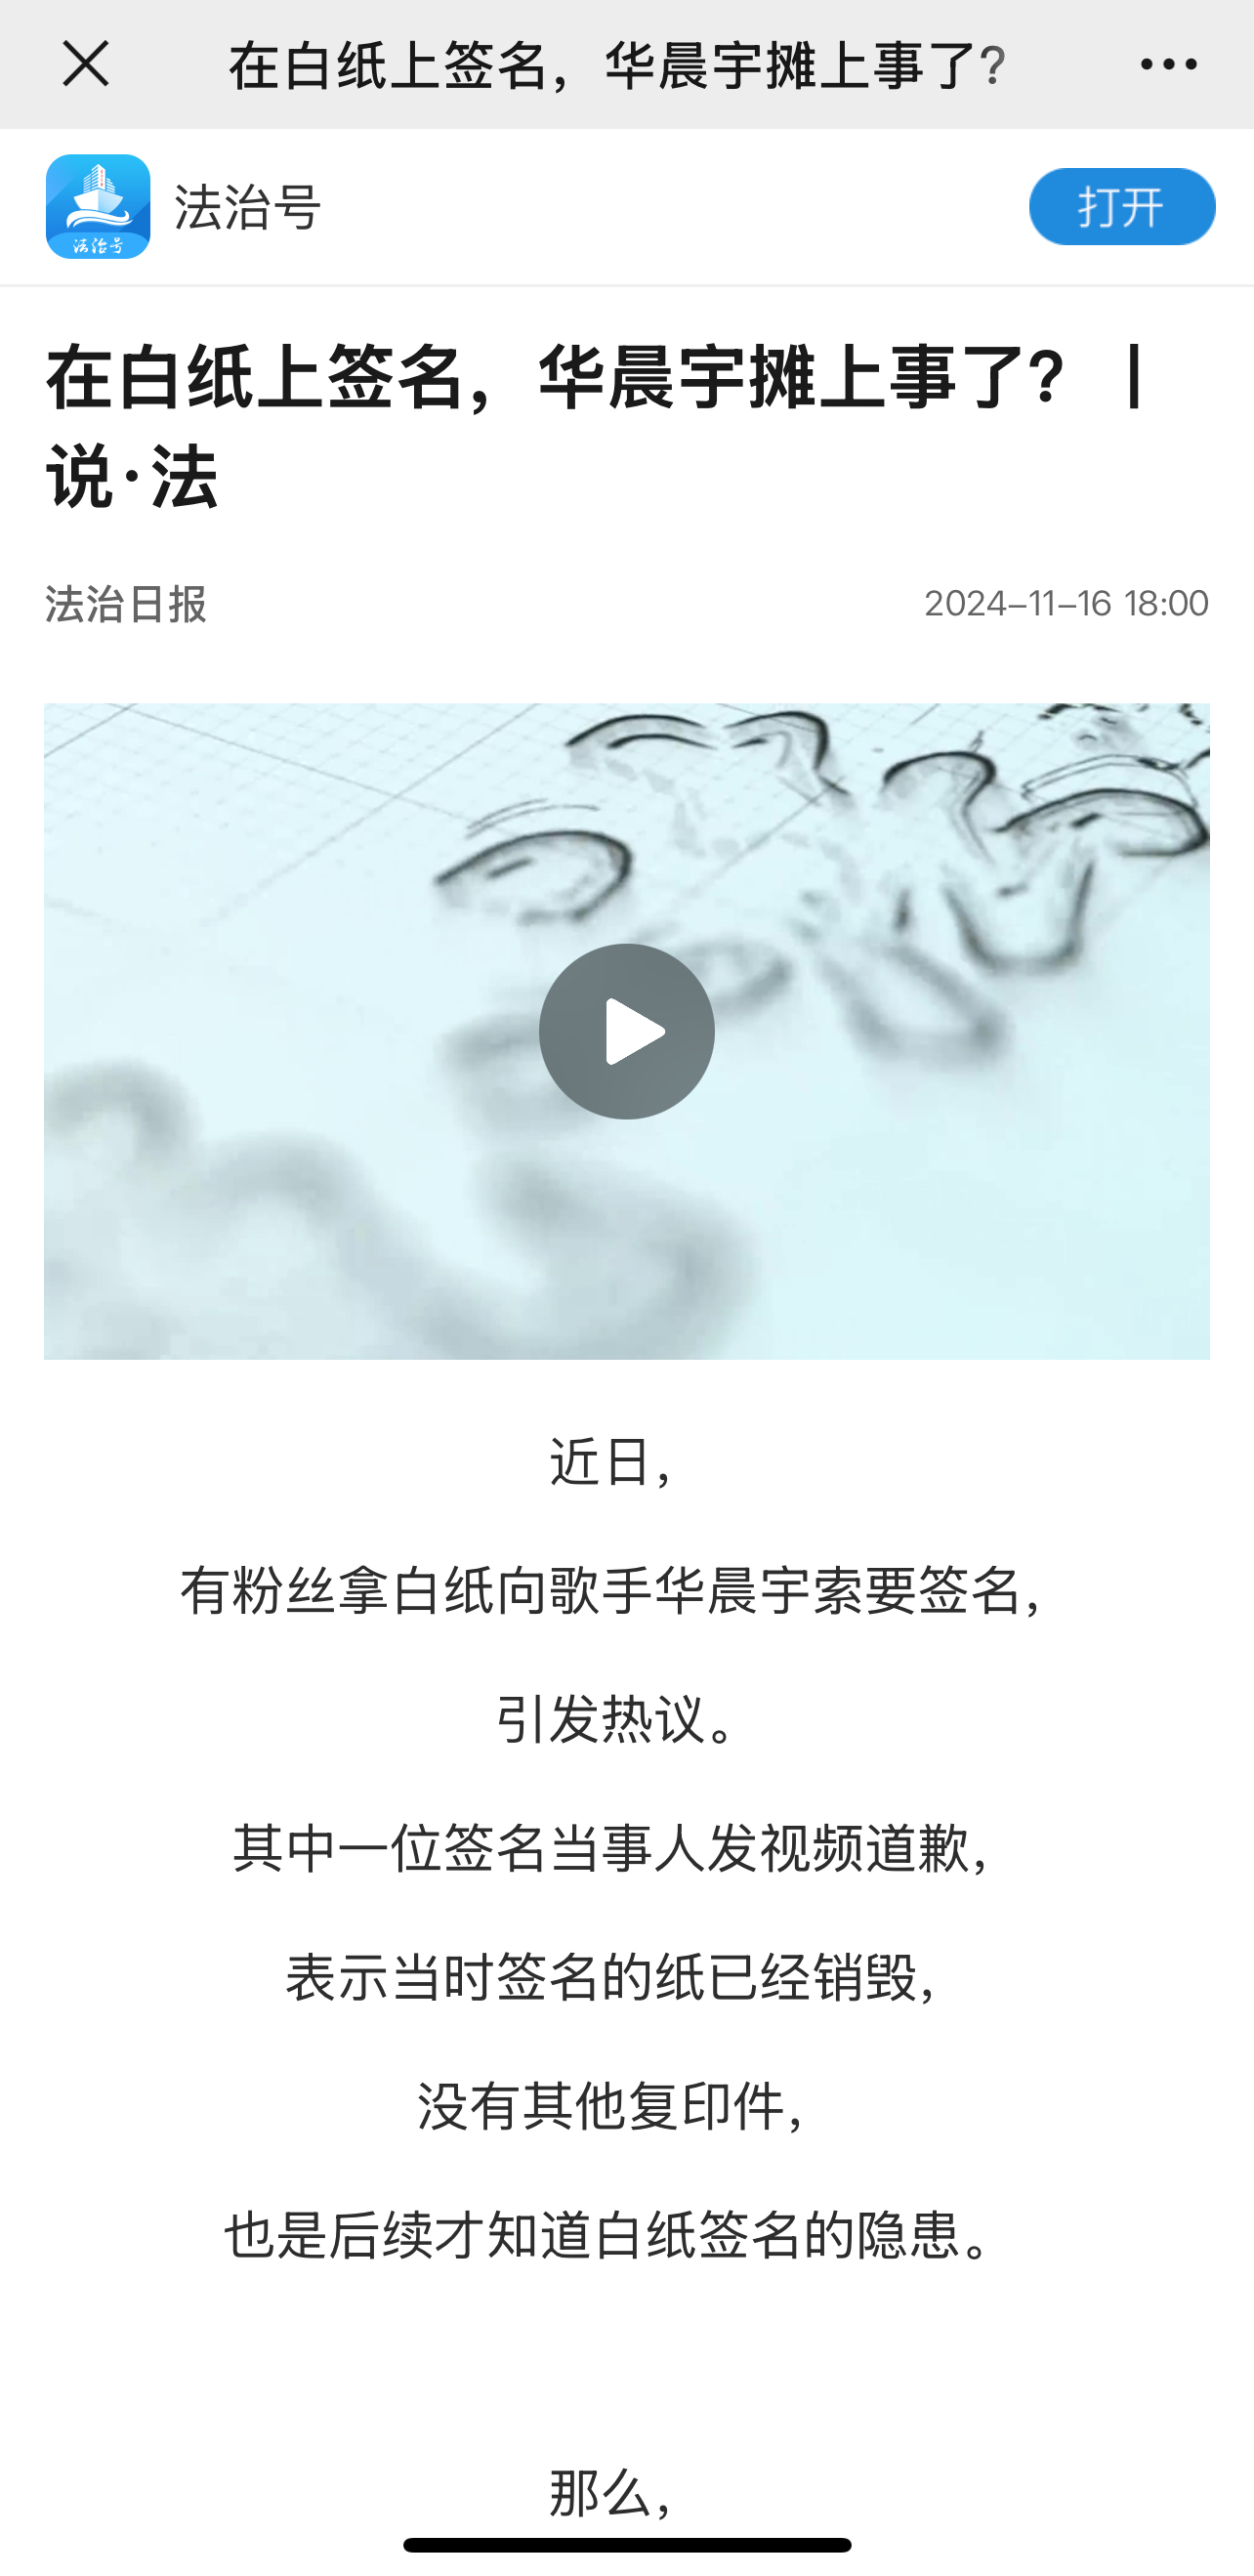 在白纸上签名，华晨宇摊上事了？
法治号
法治号
打开
在白纸上签名，华晨宇摊上事了？ |
说·法
法治日报
2024-11-16 18:00
近日，
有粉丝拿白纸向歌手华晨宇索要签名，
引发热议。
其中一位签名当事人发视频道歉，
表示当时签名的纸已经销毁，
没有其他复印件，
也是后续才知道白纸签名的隐患。
那么，